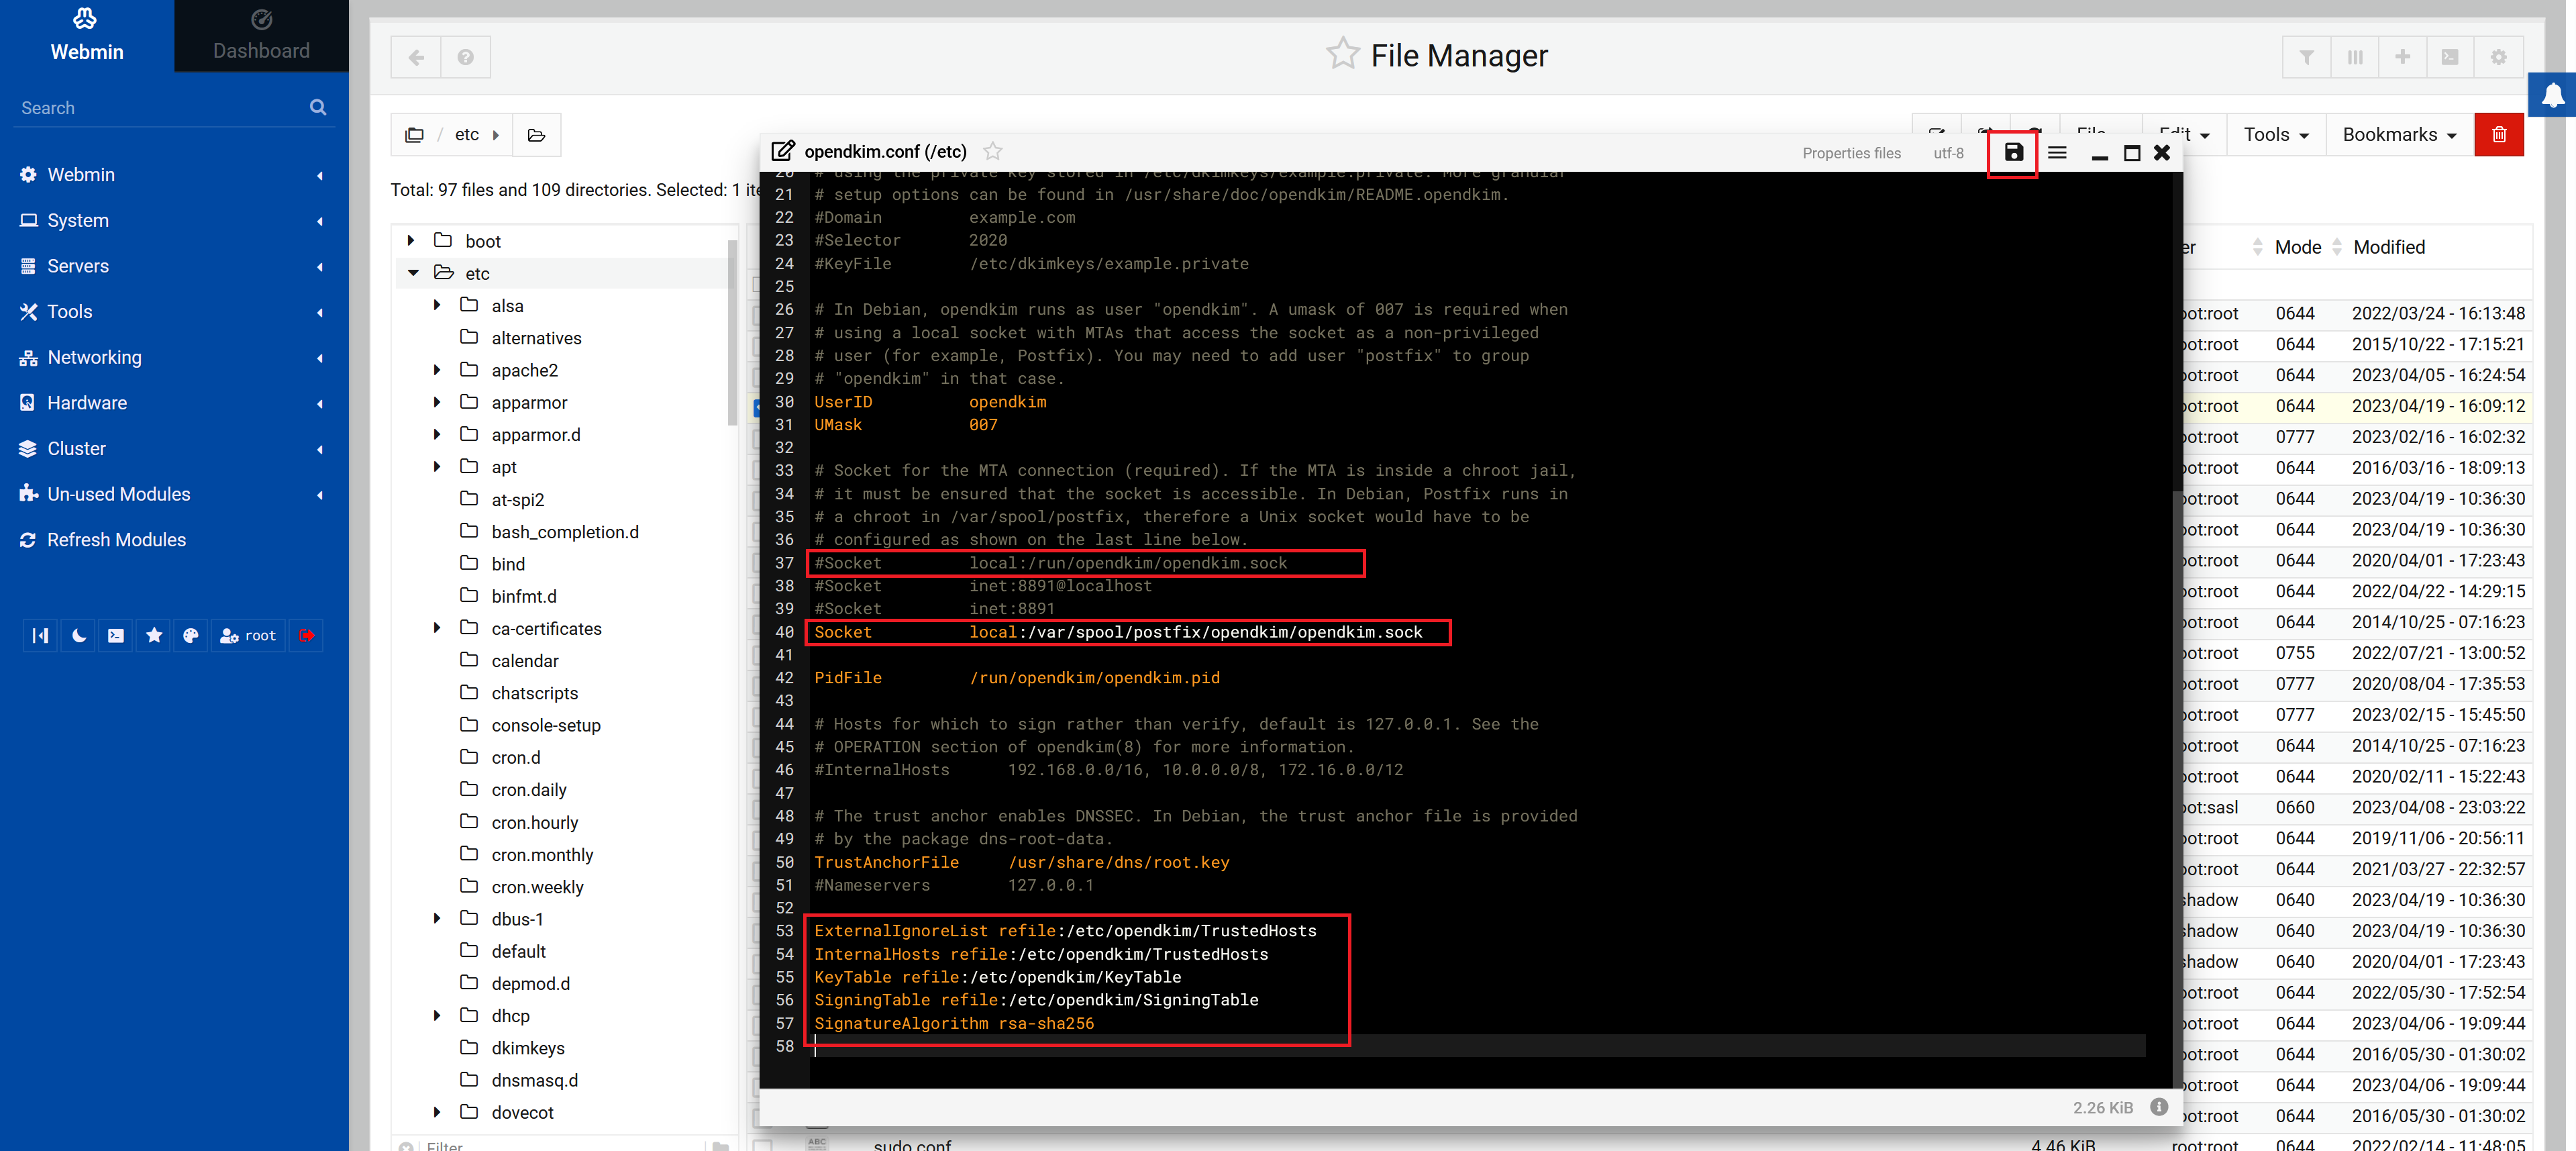 Webmin
Dashboard
Search
Webmin
System
Servers
Tools
Networking
Hardware
Cluster
Un-used Modules
Refresh Modules
root
File Manager
/ etc
File
Edit
Tools
Bookmarks
Total: 97 files and 109 directories. Selected: 1
boot
etc
alsa
alternatives
apache2
apparmor
apparmor.d
apt
at-spi2
bash_completion.d
bind
binfmt.d
ca-certificates
calendar
chatscripts
console-setup
cron.d
cron.daily
cron.hourly
cron.monthly
cron.weekly
dbus-1
default
depmod.d
dhcp
dkimkeys
dnsmasq.d
dovecot
Filter
opendkim.conf (/etc)
Properties files utf-8
20 # using the private key stored in /etc/dkimkeys/example.private. More granular
21 # setup options can be found in /usr/share/doc/opendkim/README.opendkim.
22 #Domain example.com
23 #Selector 2020
24 #KeyFile /etc/dkimkeys/example.private
25
26 # In Debian, opendkim runs as user "opendkim". A umask of 007 is required when
27 # using a local socket with MTAs that access the socket as a non-privileged
28 # user (for example, Postfix). You may need to add user "postfix" to group
29 # "opendkim" in that case.
30 UserID opendkim
31 UMask 007
32
33 # Socket for the MTA connection (required). If the MTA is inside a chroot jail,
34 # it must be ensured that the socket is accessible. In Debian, Postfix runs in
35 # a chroot in /var/spool/postfix, therefore a Unix socket would have to be
36 # configured as shown on the last line below.
37 #Socket local:/run/opendkim/opendkim.sock
38 #Socket inet:8891@localhost
39 #Socket inet:8891
40 Socket local:/var/spool/postfix/opendkim/opendkim.sock
41
42 PidFile /run/opendkim/opendkim.pid
43
44 # Hosts for which to sign rather than verify, default is 127.0.0.1. See the
45 # OPERATION section of opendkim(8) for more information.
46 #InternalHosts 192.168.0.0/16, 10.0.0.0/8, 172.16.0.0/12
47
48 # The trust anchor enables DNSSEC. In Debian, the trust anchor file is provided
49 # by the package dns-root-data.
50 TrustAnchorFile /usr/share/dns/root.key
51 #Nameservers 127.0.0.1
52
53 ExternalIgnoreList refile:/etc/opendkim/TrustedHosts
54 InternalHosts refile:/etc/opendkim/TrustedHosts
55 KeyTable refile:/etc/opendkim/KeyTable
56 SigningTable refile:/etc/opendkim/SigningTable
57 SignatureAlgorithm rsa-sha256
58
2.26 KiB
er Mode Modified
oot:root 0644 2022/03/24 - 16:13:48
oot:root 0644 2015/10/22 - 17:15:21
oot:root 0644 2023/04/05 - 16:24:54
oot:root 0644 2023/04/19 - 16:09:12
oot:root 0777 2023/02/16 - 16:02:32
oot:root 0644 2016/03/16 - 18:09:13
oot:root 0644 2023/04/19 - 10:36:30
oot:root 0644 2023/04/19 - 10:36:30
oot:root 0644 2020/04/01 - 17:23:43
oot:root 0644 2022/04/22 - 14:29:15
oot:root 0644 2014/10/25 - 07:16:23
oot:root 0755 2022/07/21 - 13:00:52
oot:root 0777 2020/08/04 - 17:35:53
oot:root 0777 2023/02/15 - 15:45:50
oot:root 0644 2014/10/25 - 07:16:23
oot:root 0644 2020/02/11 - 15:22:43
oot:sasl 0660 2023/04/08 - 23:03:22
oot:root 0644 2019/11/06 - 20:56:11
oot:root 0644 2021/03/27 - 22:32:57
shadow 0640 2023/04/19 - 10:36:30
shadow 0640 2023/04/19 - 10:36:30
shadow 0640 2020/04/01 - 17:23:43
oot:root 0644 2022/05/30 - 17:52:54
oot:root 0644 2023/04/06 - 19:09:44
oot:root 0644 2016/05/30 - 01:30:02
oot:root 0644 2023/04/06 - 19:09:44
oot:root 0644 2016/05/30 - 01:30:02
ABC sudo.conf 4.46 KiB root:root 0644 2022/02/14 - 11:48:05